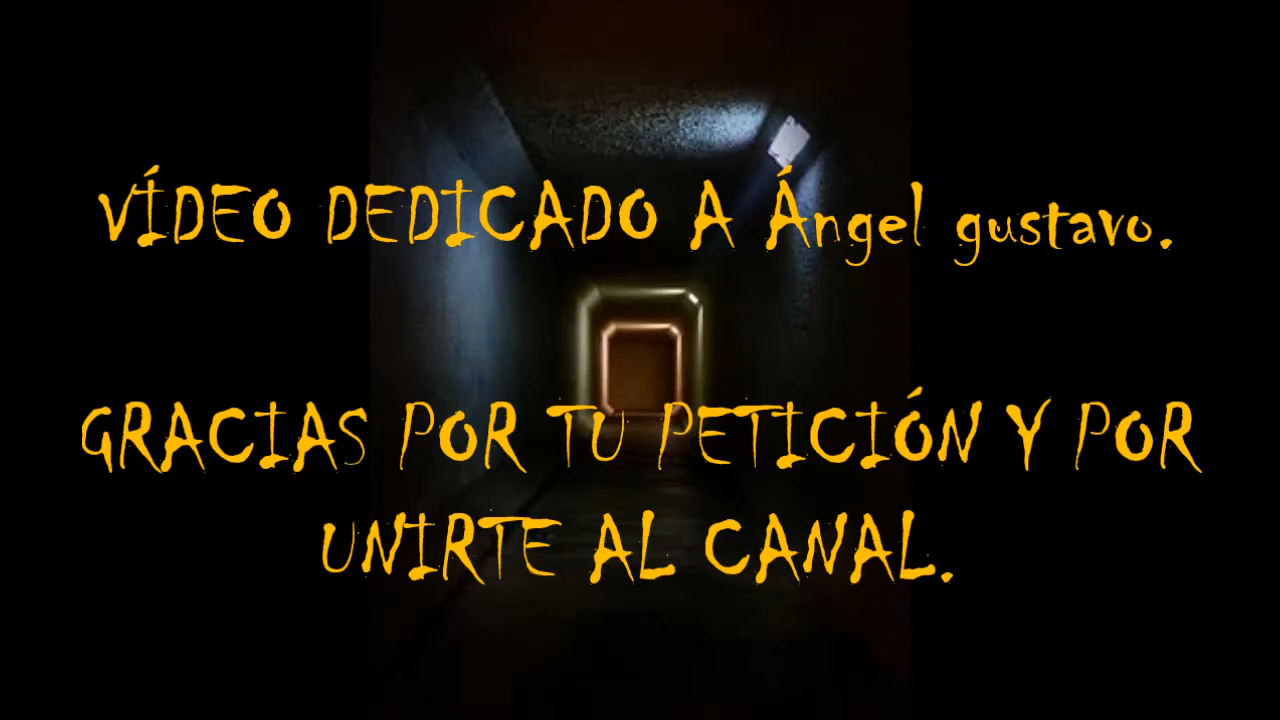 VÍDEO DEDICADO A Ángel gustavo.
GRACIAS POR TU PETICIÓN Y POR
UNIRTE AL CANAL.